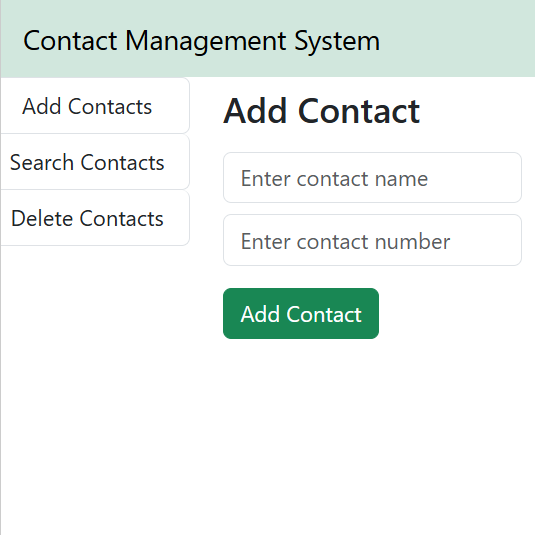 Contact Management System
Add Contacts
Search Contacts
Delete Contacts
Add Contact
Enter contact name
Enter contact number
Add Contact